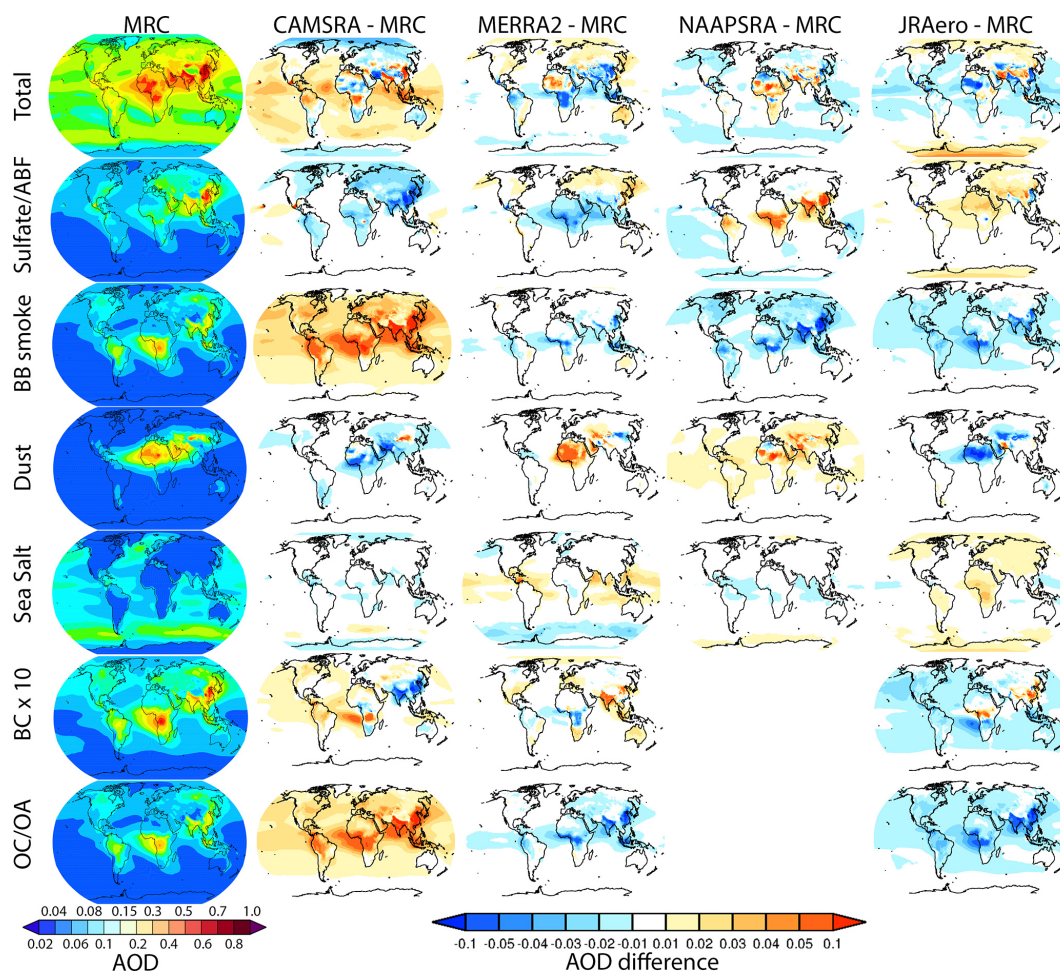 MRC CAMSRA - MRC MERRA2 - MRC NAAPSRA - MRC JRAero - MRC
Total
Sulfate/ABF
BB smoke
Dust
Sea Salt
BC x 10
OC/OA
0.04 0.08 0.15 0.3 0.5 0.7 1.0
0.02 0.06 0.1 0.2 0.4 0.6 0.8
AOD
-0.1 -0.05 -0.04 -0.03 -0.02 -0.01 0.01 0.02 0.03 0.04 0.05 0.1
AOD difference